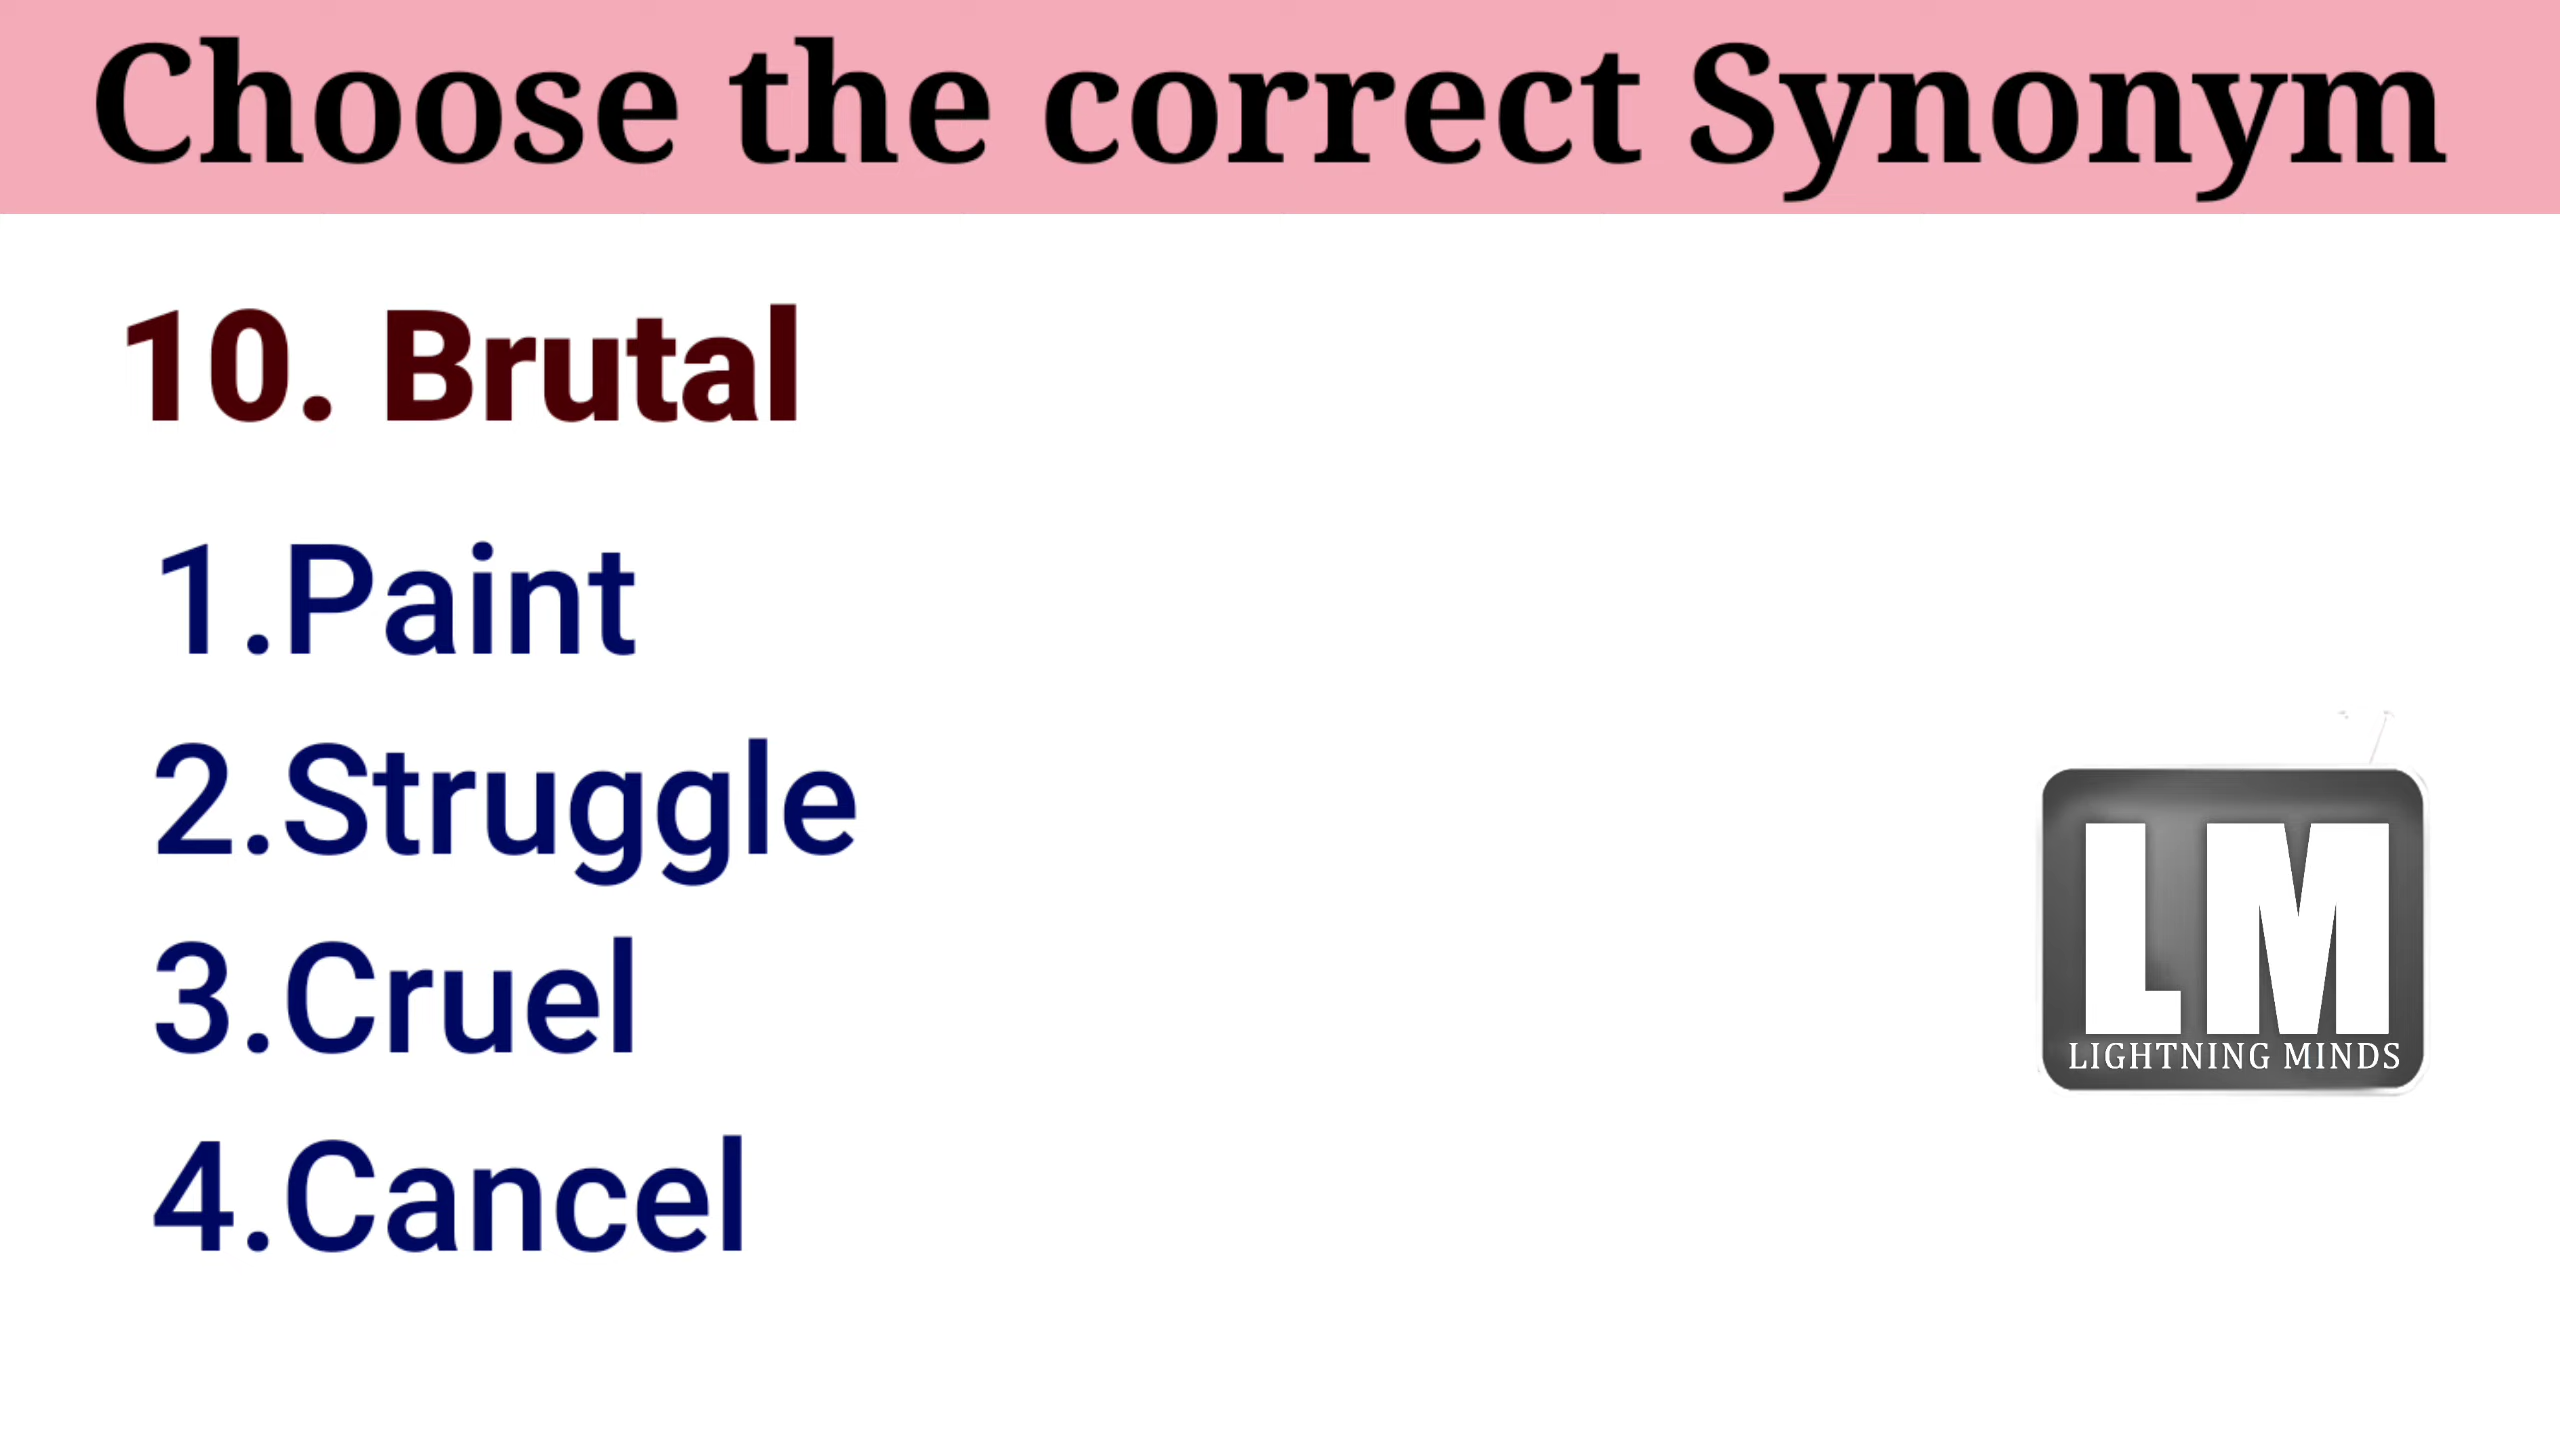 Choose the correct Synonym
10. Brutal
1.Paint
2.Struggle
3.Cruel
4.Cancel
LM
LIGHTNING MINDS